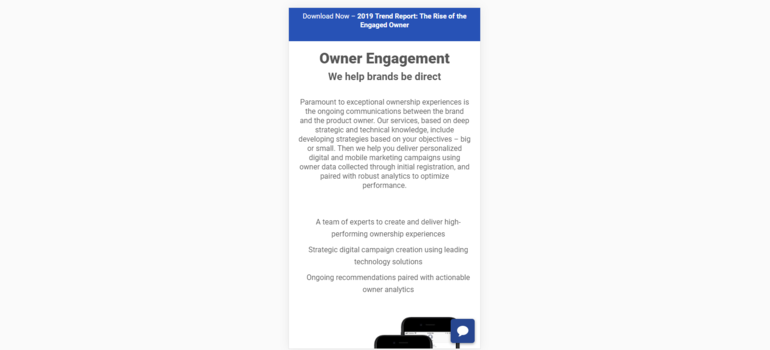 Download Now – 2019 Trend Report: The Rise of the
Engaged Owner
Owner Engagement
We help brands be direct
Paramount to exceptional ownership experiences is
the ongoing communications between the brand
and the product owner. Our services, based on deep
strategic and technical knowledge, include
developing strategies based on your objectives – big
or small. Then we help you deliver personalized
digital and mobile marketing campaigns using
owner data collected through initial registration, and
paired with robust analytics to optimize
performance.
A team of experts to create and deliver high-
performing ownership experiences
Strategic digital campaign creation using leading
technology solutions
Ongoing recommendations paired with actionable
owner analytics